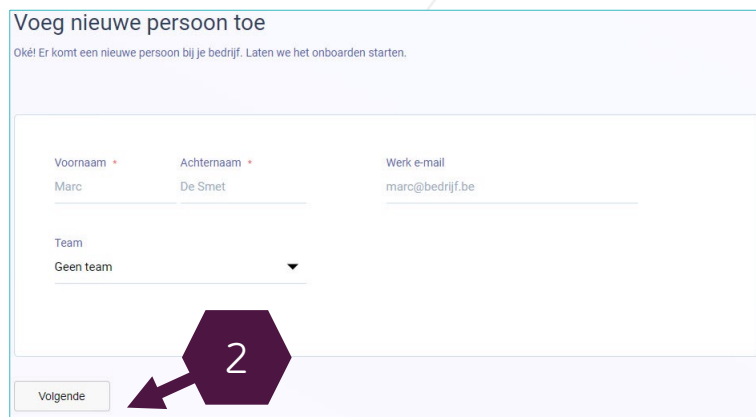 Voeg nieuwe persoon toe
Oké! Er komt een nieuwe persoon bij je bedrijf. Laten we het onboarden starten.
Voornaam * Achternaam * Werk e-mail
Marc De Smet marc@bedrijf.be
Team
Geen team
2
Volgende